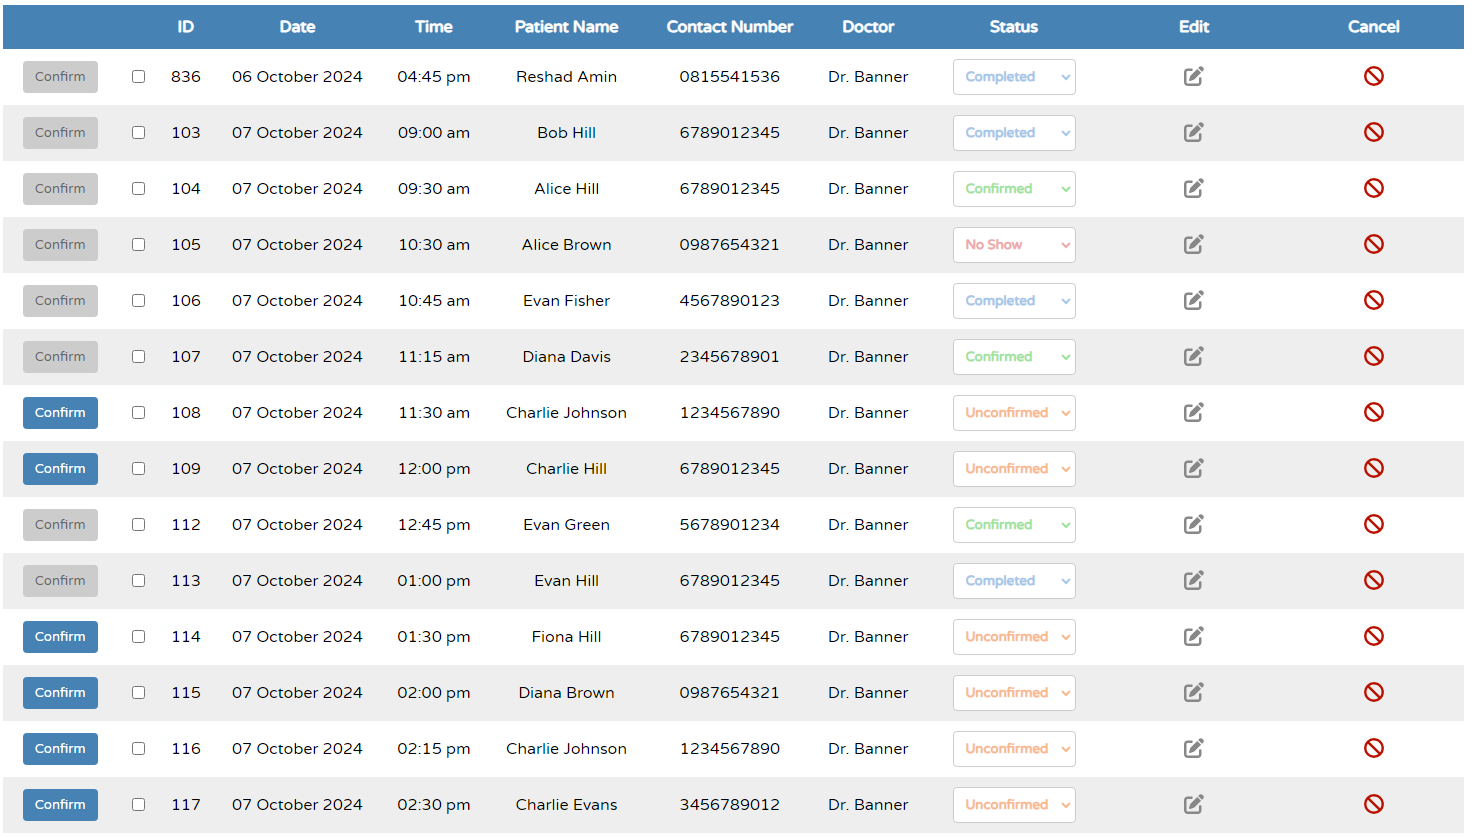 ID Date Time Patient Name Contact Number Doctor Status Edit Cancel
Confirm 836 06 October 2024 04:45 pm Reshad Amin 0815541536 Dr. Banner Completed
Confirm 103 07 October 2024 09:00 am Bob Hill 6789012345 Dr. Banner Completed
Confirm 104 07 October 2024 09:30 am Alice Hill 6789012345 Dr. Banner Confirmed
Confirm 105 07 October 2024 10:30 am Alice Brown 0987654321 Dr. Banner No Show
Confirm 106 07 October 2024 10:45 am Evan Fisher 4567890123 Dr. Banner Completed
Confirm 107 07 October 2024 11:15 am Diana Davis 2345678901 Dr. Banner Confirmed
Confirm 108 07 October 2024 11:30 am Charlie Johnson 1234567890 Dr. Banner Unconfirmed
Confirm 109 07 October 2024 12:00 pm Charlie Hill 6789012345 Dr. Banner Unconfirmed
Confirm 112 07 October 2024 12:45 pm Evan Green 5678901234 Dr. Banner Confirmed
Confirm 113 07 October 2024 01:00 pm Evan Hill 6789012345 Dr. Banner Completed
Confirm 114 07 October 2024 01:30 pm Fiona Hill 6789012345 Dr. Banner Unconfirmed
Confirm 115 07 October 2024 02:00 pm Diana Brown 0987654321 Dr. Banner Unconfirmed
Confirm 116 07 October 2024 02:15 pm Charlie Johnson 1234567890 Dr. Banner Unconfirmed
Confirm 117 07 October 2024 02:30 pm Charlie Evans 3456789012 Dr. Banner Unconfirmed